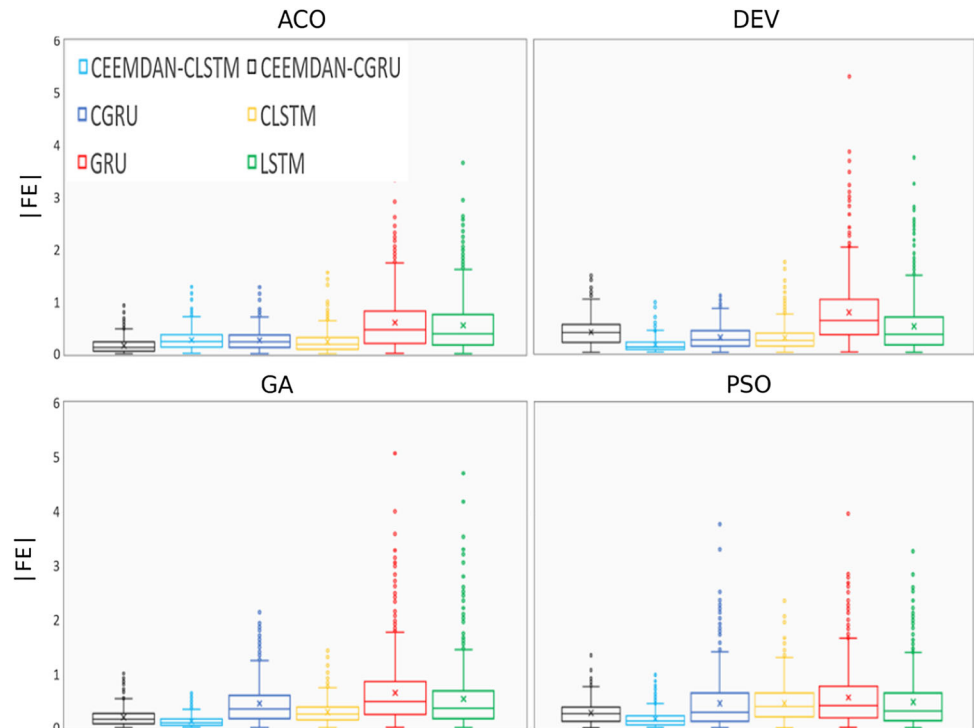 ACO
DEV
6
CEEMDAN-CLSTM CEEMDAN-CGRU
5
CGRU CLSTM
4
GRU LSTM
3
|FE|
2
1
0
GA
PSO
6
5
4
3
|FE|
2
1
0